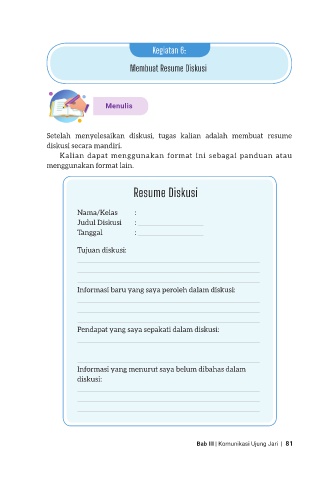 Kegiatan 6:
Membuat Resume Diskusi
Menulis
Setelah menyelesaikan diskusi, tugas kalian adalah membuat resume
diskusi secara mandiri.
Kalian dapat menggunakan format ini sebagai panduan atau
menggunakan format lain.
Resume Diskusi
Nama/Kelas :
Judul Diskusi :
Tanggal :
Tujuan diskusi:
Informasi baru yang saya peroleh dalam diskusi:
Pendapat yang saya sepakati dalam diskusi:
Informasi yang menurut saya belum dibahas dalam
diskusi:
Bab III | Komunikasi Ujung Jari | 81